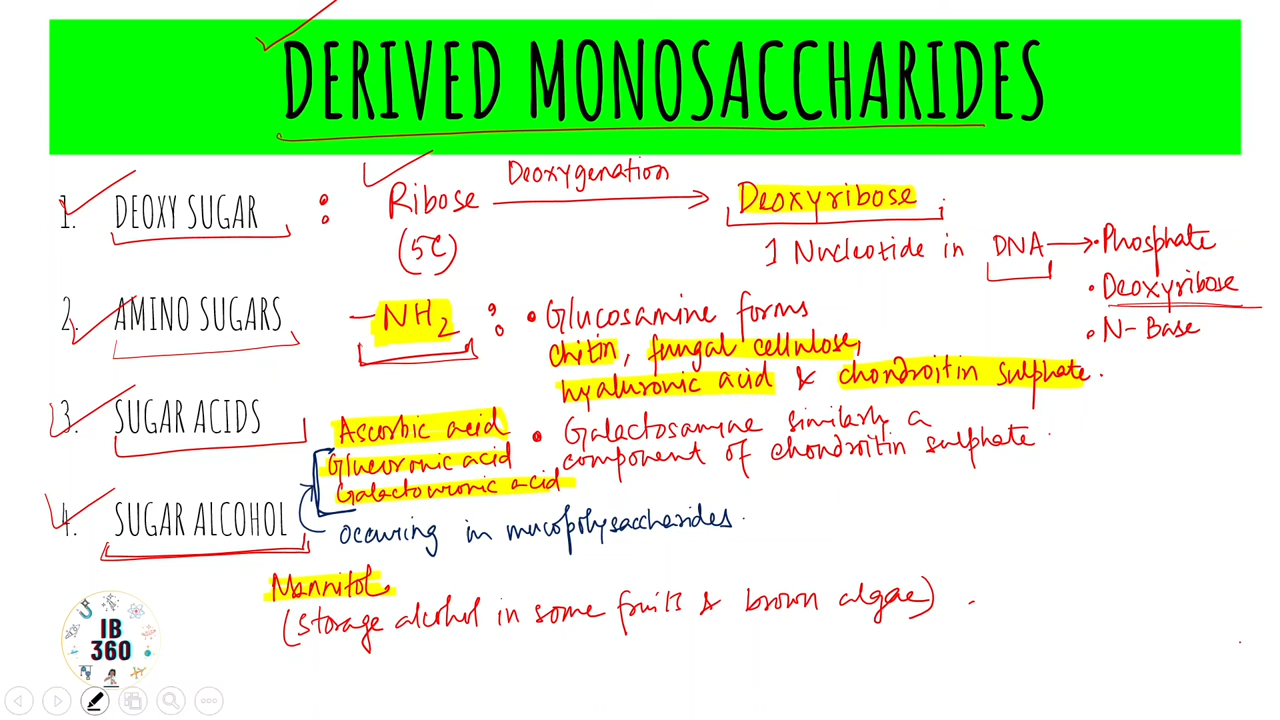 DERIVED MONOSACCHARIDES
1. DEOXY SUGAR : Ribose Deoxygenation Deoxyribose
(5C)
1 Nucleotide in DNA → • Phosphate
• Deoxyribose
• N-Base
2. AMINO SUGARS - NH2 : • Glucosamine forms
chitin, fungal cellulose,
hyaluronic acid & chondroitin sulphate.
• Galactosamine similarly a
component of chondroitin sulphate.
3. SUGAR ACIDS
Ascorbic acid
Glucoronic acid
Galactouronic acid
occuring in mucopolysaccharides.
4. SUGAR ALCOHOL
Mannitol
(storage alcohol in some fruits & brown algae).
IB
360